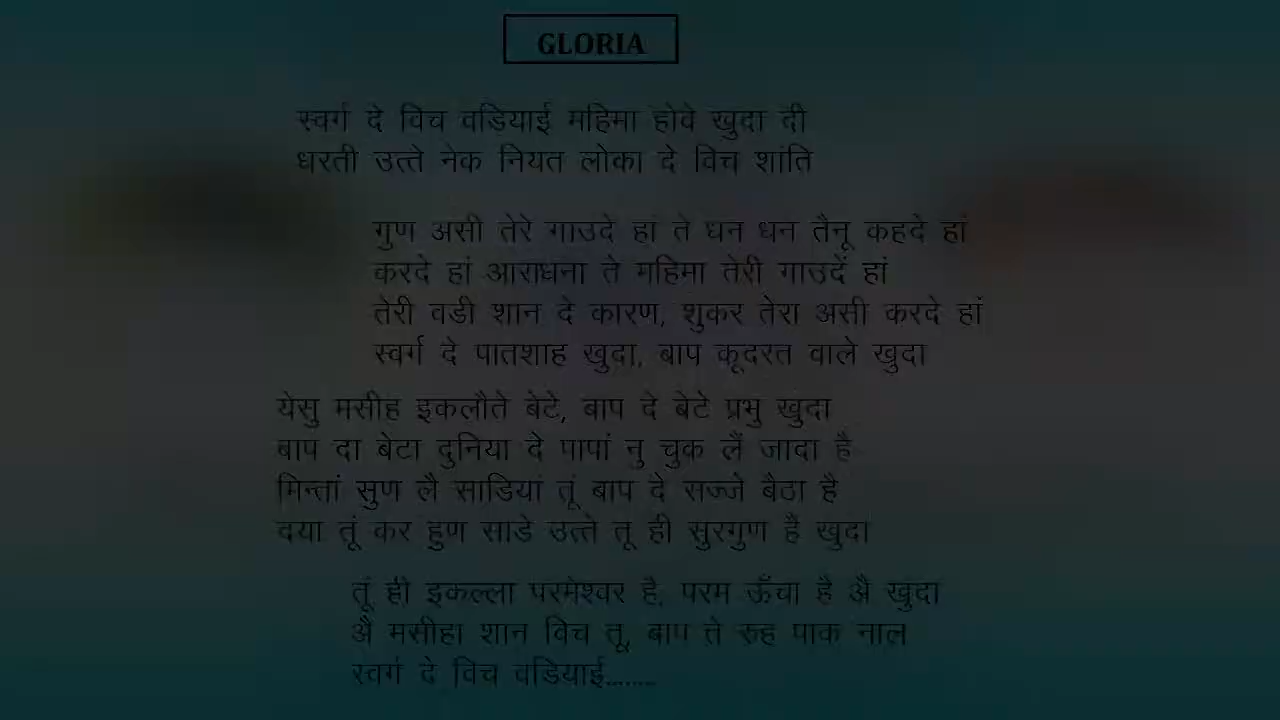 GLORIA
स्वर्ग दे विच वडियाई महिमा होवे खुदा दी
धरती उत्ते नेक नियत लोका दे विच शांति
गुण असी तेरे गाउदे हां ते धन धन तैनू कहदे हां
करदे हां आराधना ते महिमा तेरी गाउदें हां
तेरी वडी शान दे कारण, शुकर तेरा असी करदे हां
स्वर्ग दे पातशाह खुदा, बाप कूदरत वाले खुदा
येसु मसीह इकलौते बेटे, बाप दे बेटे प्रभु खुदा
बाप दा बेटा दुनिया दे पापां नु चुक लैं जादा है
मिन्तां सुण लै साडियां तूं बाप दे सज्जे बैठा है
दया तूं कर हुण साडे उत्ते तू ही सुरगुण है खुदा
तूं ही इकल्ला परमेश्वर है, परम ऊँचा है अै खुदा
अै मसीहा शान विच तू, बाप ते रुह पाक नाल
स्वर्ग दे विच वडियाई........